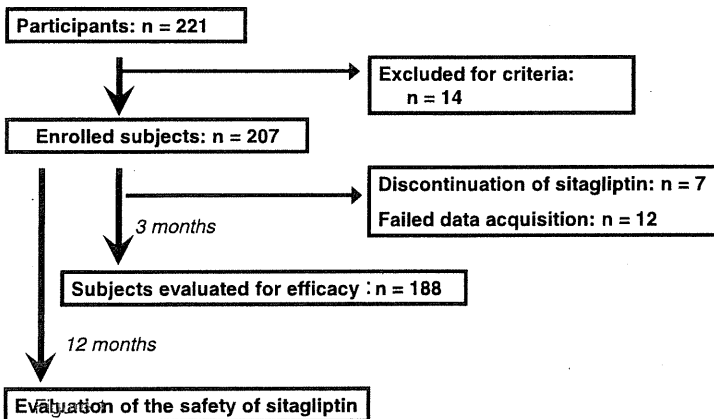 Participants: n = 221
Excluded for criteria:
n = 14
Enrolled subjects: n = 207
Discontinuation of sitagliptin: n = 7
Failed data acquisition: n = 12
3 months
Subjects evaluated for efficacy : n = 188
12 months
Evaluation of the safety of sitagliptin